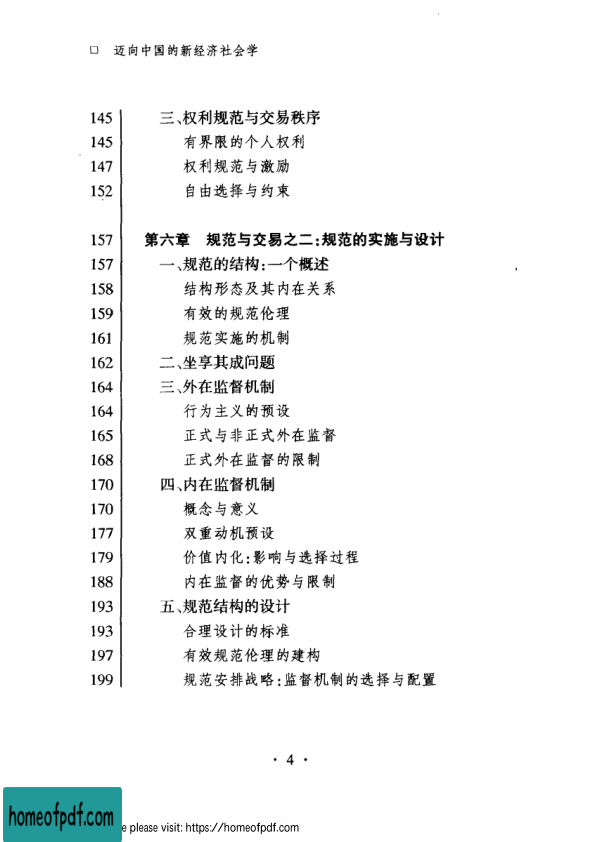 □ 迈向中国的新经济社会学
145 三、权利规范与交易秩序
145 有界限的个人权利
147 权利规范与激励
152 自由选择与约束
157 第六章 规范与交易之二:规范的实施与设计
157 一、规范的结构:一个概述
158 结构形态及其内在关系
159 有效的规范伦理
161 规范实施的机制
162 二、坐享其成问题
164 三、外在监督机制
164 行为主义的预设
165 正式与非正式外在监督
168 正式外在监督的限制
170 四、内在监督机制
170 概念与意义
177 双重动机预设
179 价值内化:影响与选择过程
188 内在监督的优势与限制
193 五、规范结构的设计
193 合理设计的标准
197 有效规范伦理的建构
199 规范安排战略:监督机制的选择与配置
· 4 ·
homeofpdf.com
e please visit: https://homeofpdf.com